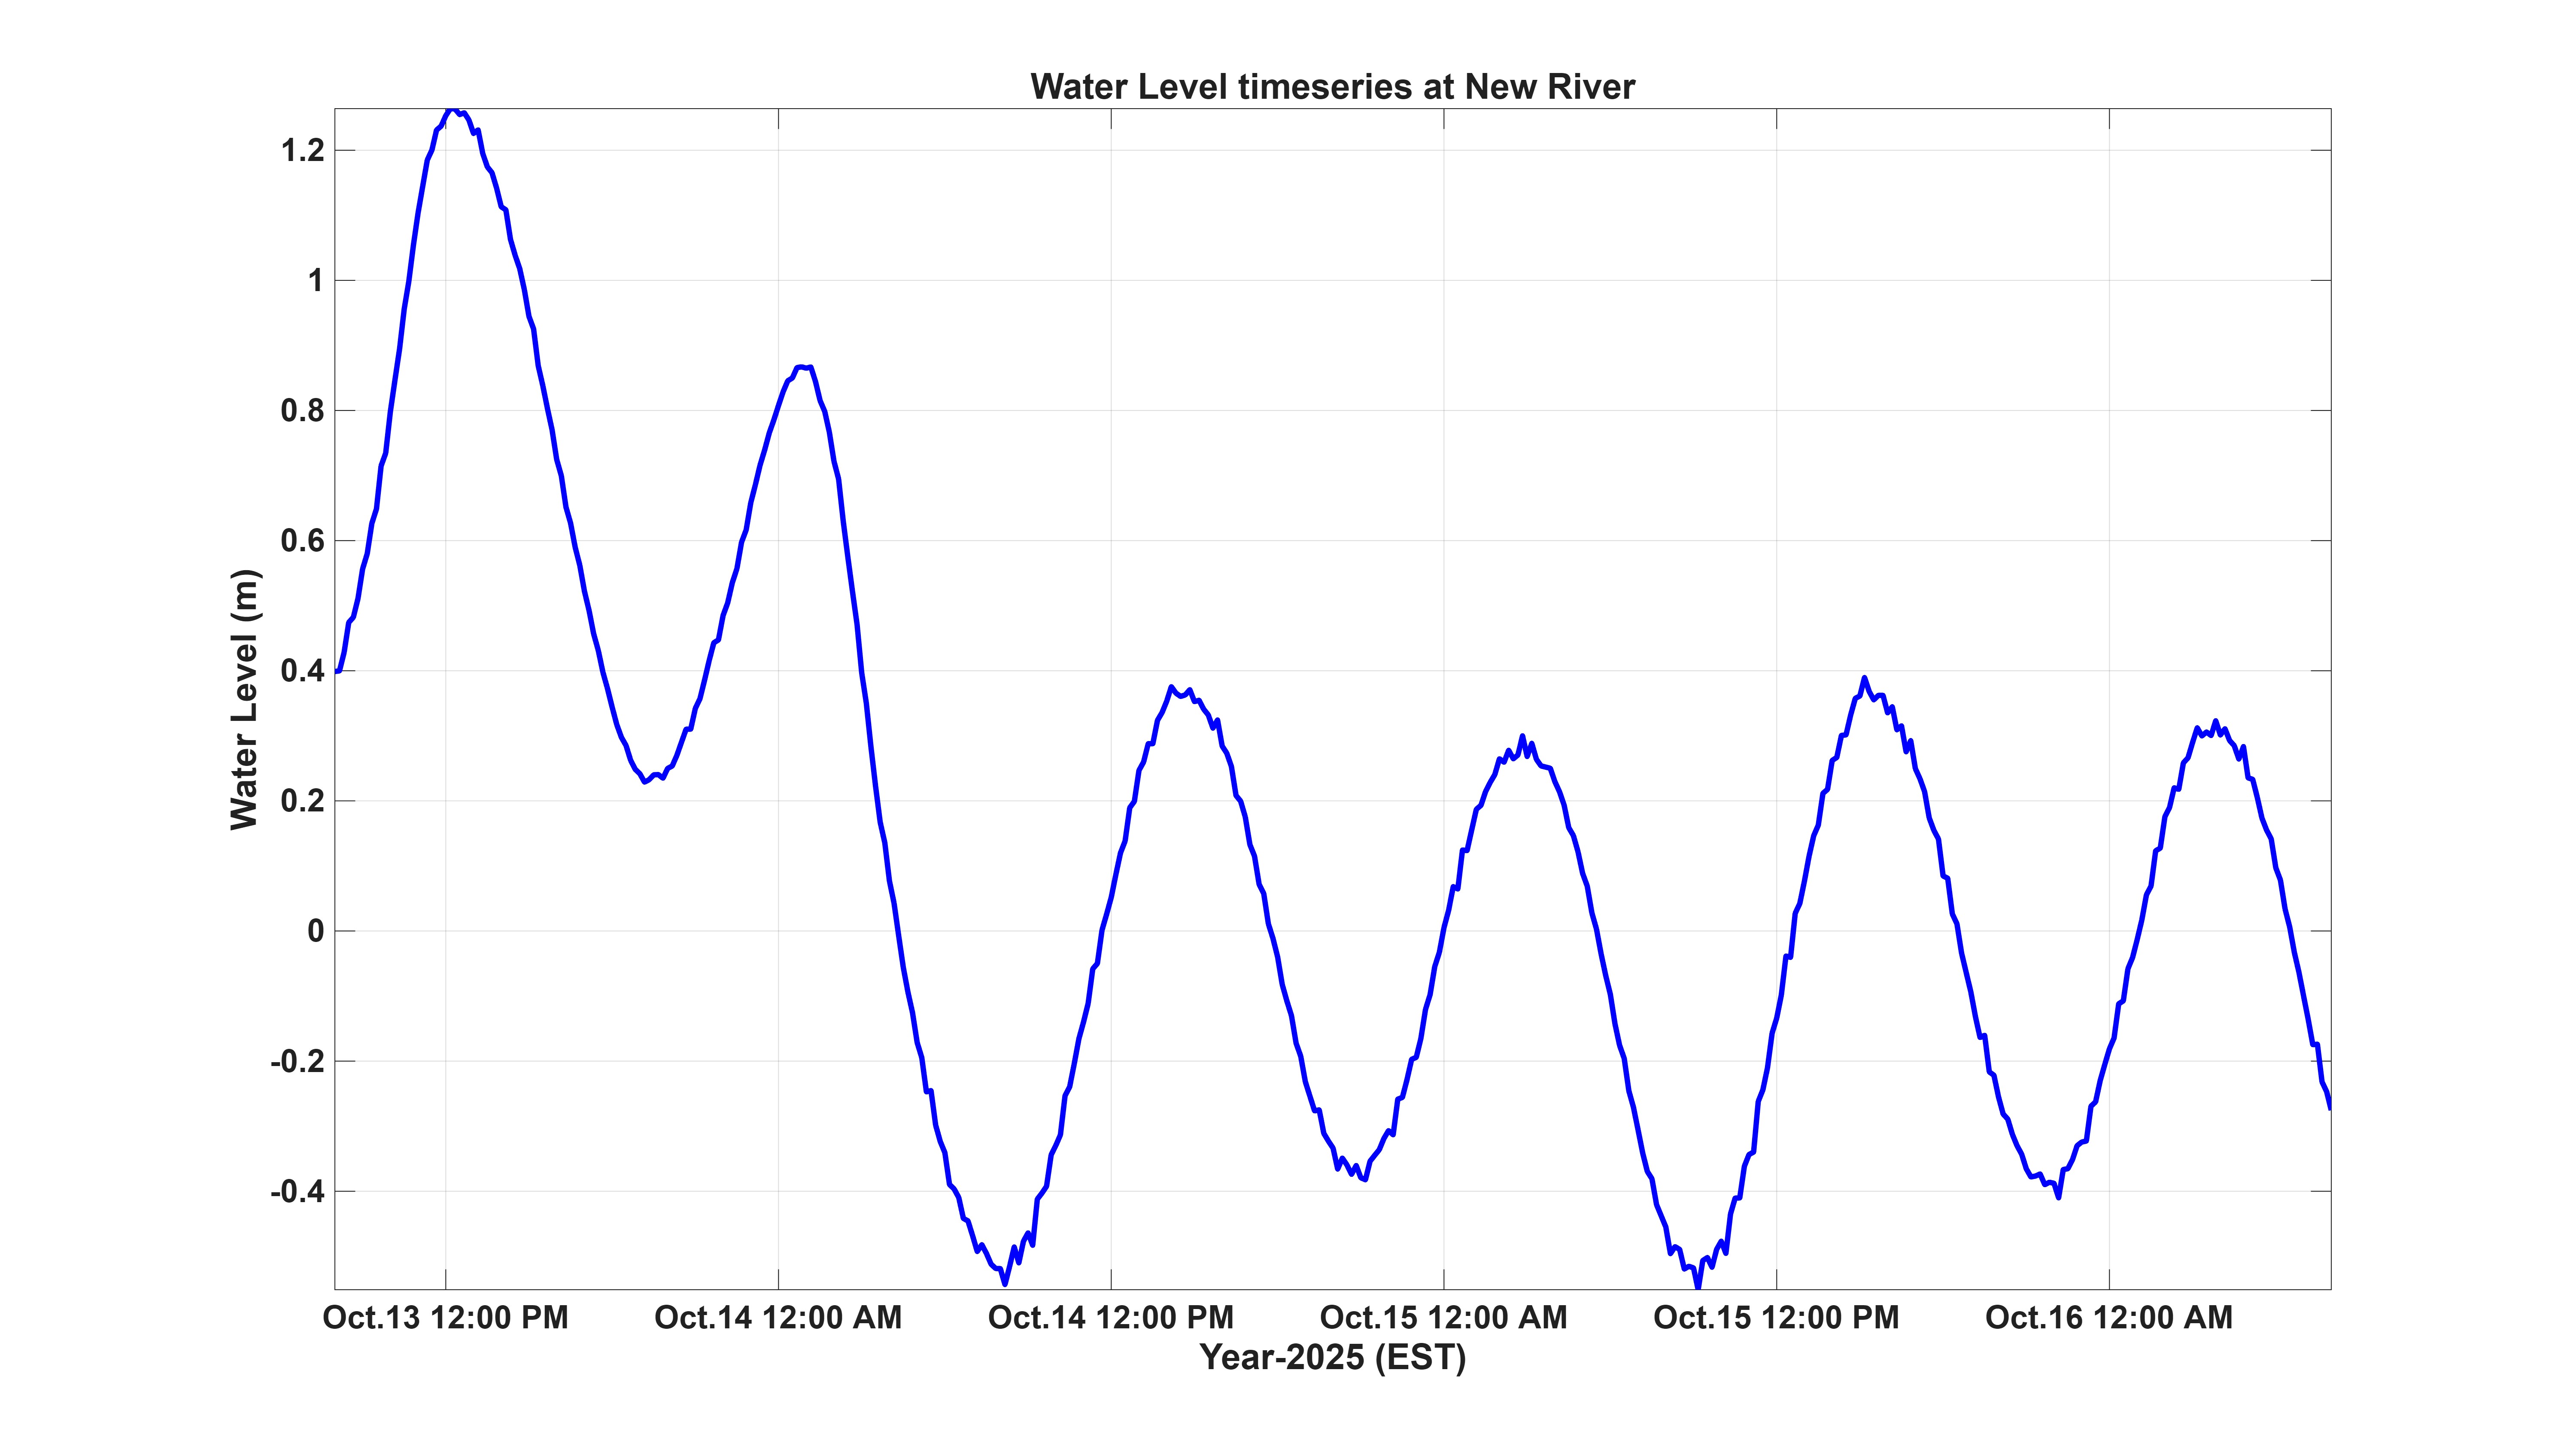 Water Level timeseries at New River
Water Level (m)
1.2
1
0.8
0.6
0.4
0.2
0
-0.2
-0.4
Oct.13 12:00 PM
Oct.14 12:00 AM
Oct.14 12:00 PM
Oct.15 12:00 AM
Oct.15 12:00 PM
Oct.16 12:00 AM
Year-2025 (EST)